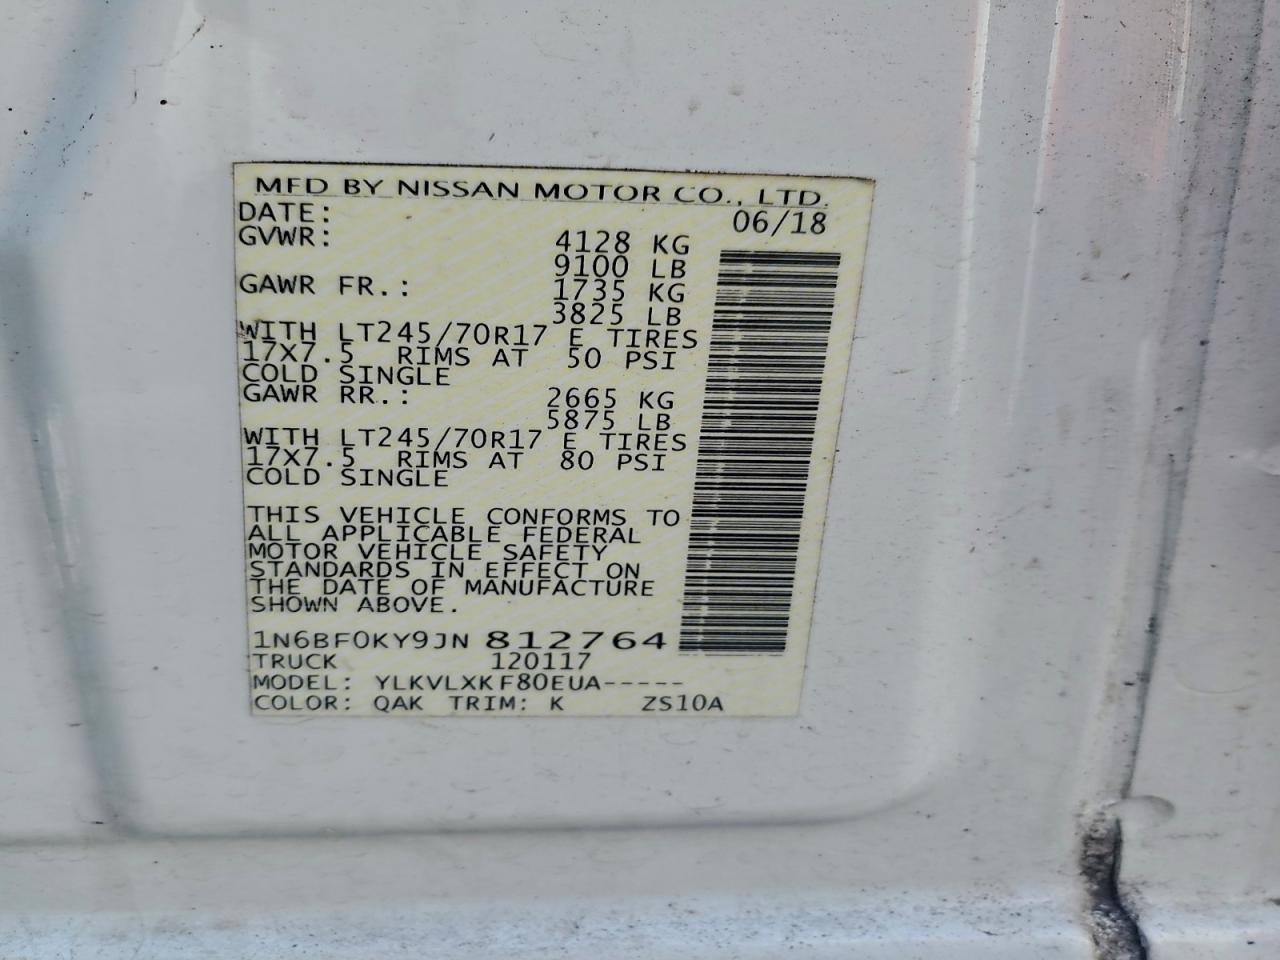 MFD BY NISSAN MOTOR CO., LTD.
DATE: 06/18
GVWR: 4128 KG
9100 LB
GAWR FR.: 1735 KG
3825 LB
WITH LT245/70R17 E TIRES
17X7.5 RIMS AT 50 PSI
COLD SINGLE
GAWR RR.: 2665 KG
5875 LB
WITH LT245/70R17 E TIRES
17X7.5 RIMS AT 80 PSI
COLD SINGLE
THIS VEHICLE CONFORMS TO
ALL APPLICABLE FEDERAL
MOTOR VEHICLE SAFETY
STANDARDS IN EFFECT ON
THE DATE OF MANUFACTURE
SHOWN ABOVE.
1N6BF0KY9JN 812764
TRUCK 120117
MODEL: YLKVLXKF80EUA-----
COLOR: QAK TRIM: K ZS10A